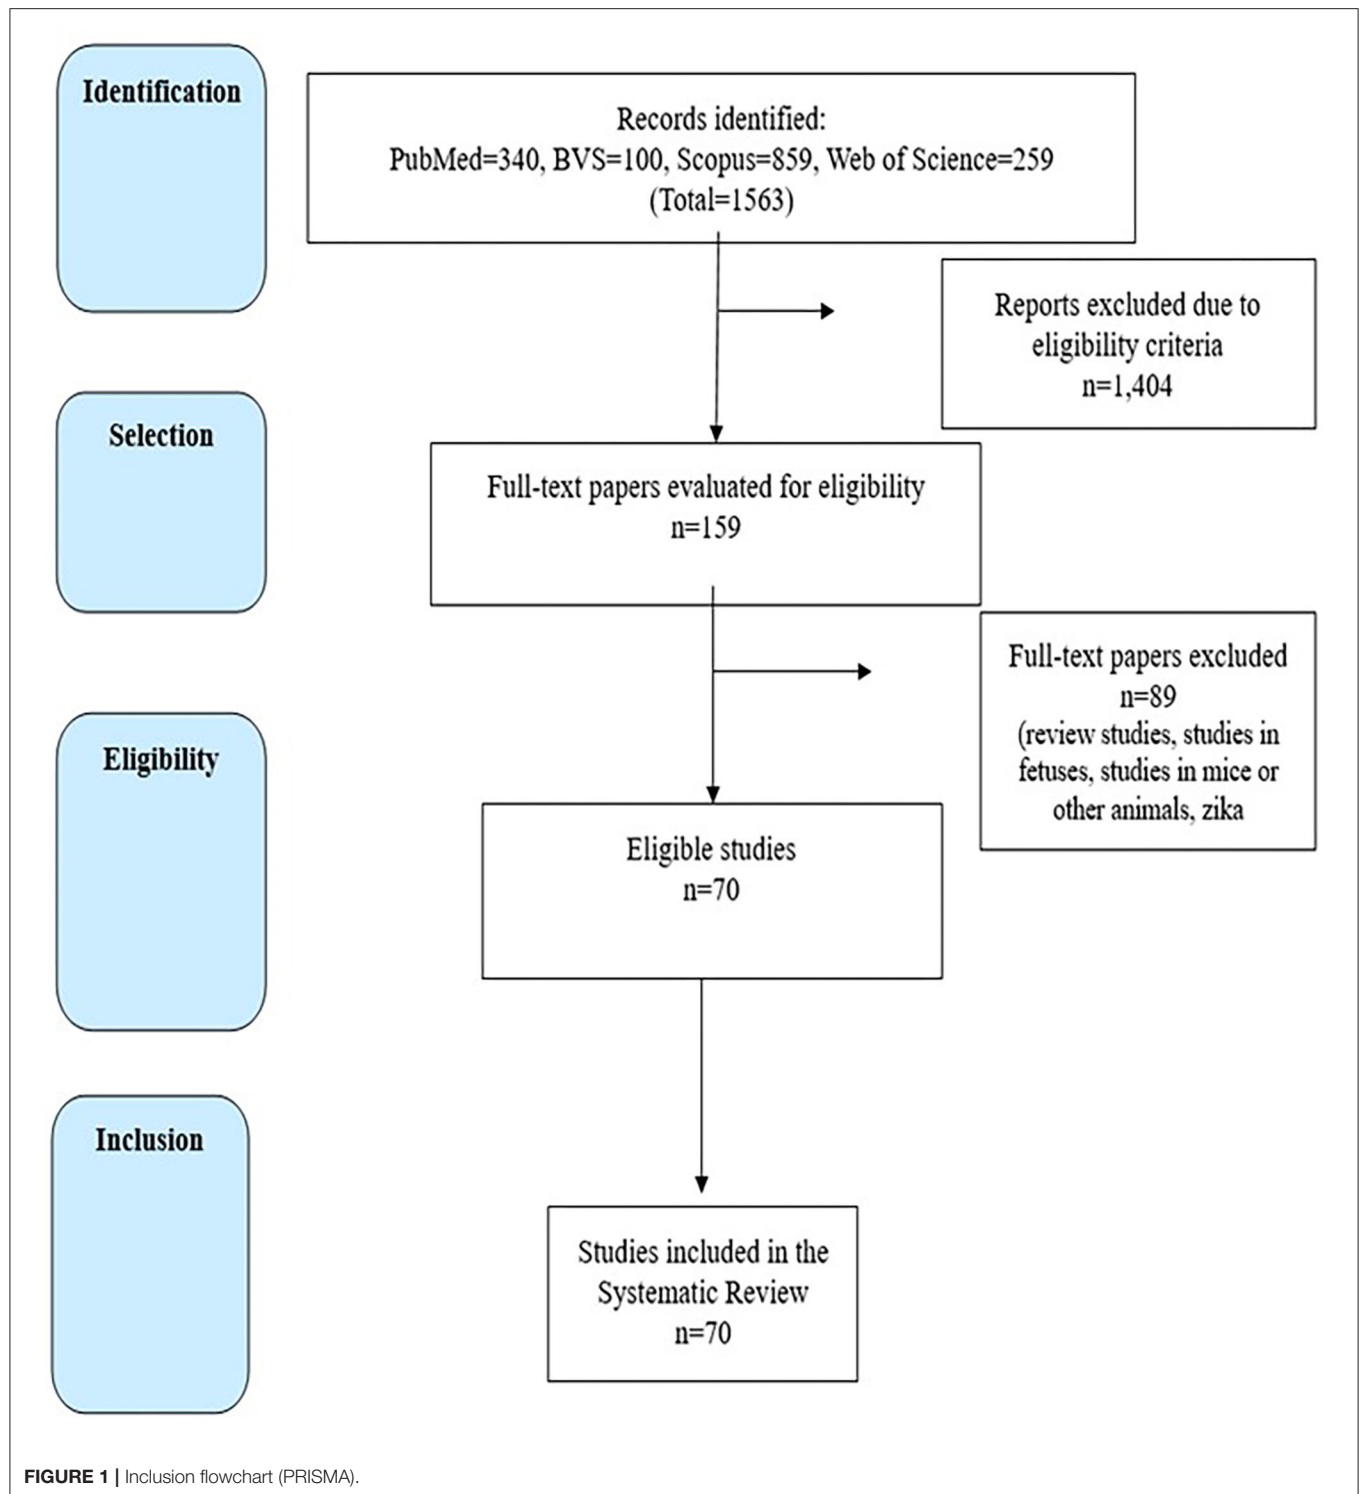 Identification
Records identified:
PubMed=340, BVS=100, Scopus=859, Web of Science=259
(Total=1563)
Reports excluded due to
eligibility criteria
n=1,404
Selection
Full-text papers evaluated for eligibility
n=159
Full-text papers excluded
n=89
(review studies, studies in
fetuses, studies in mice or
other animals, zika
Eligibility
Eligible studies
n=70
Inclusion
Studies included in the
Systematic Review
n=70
FIGURE 1 | Inclusion flowchart (PRISMA).